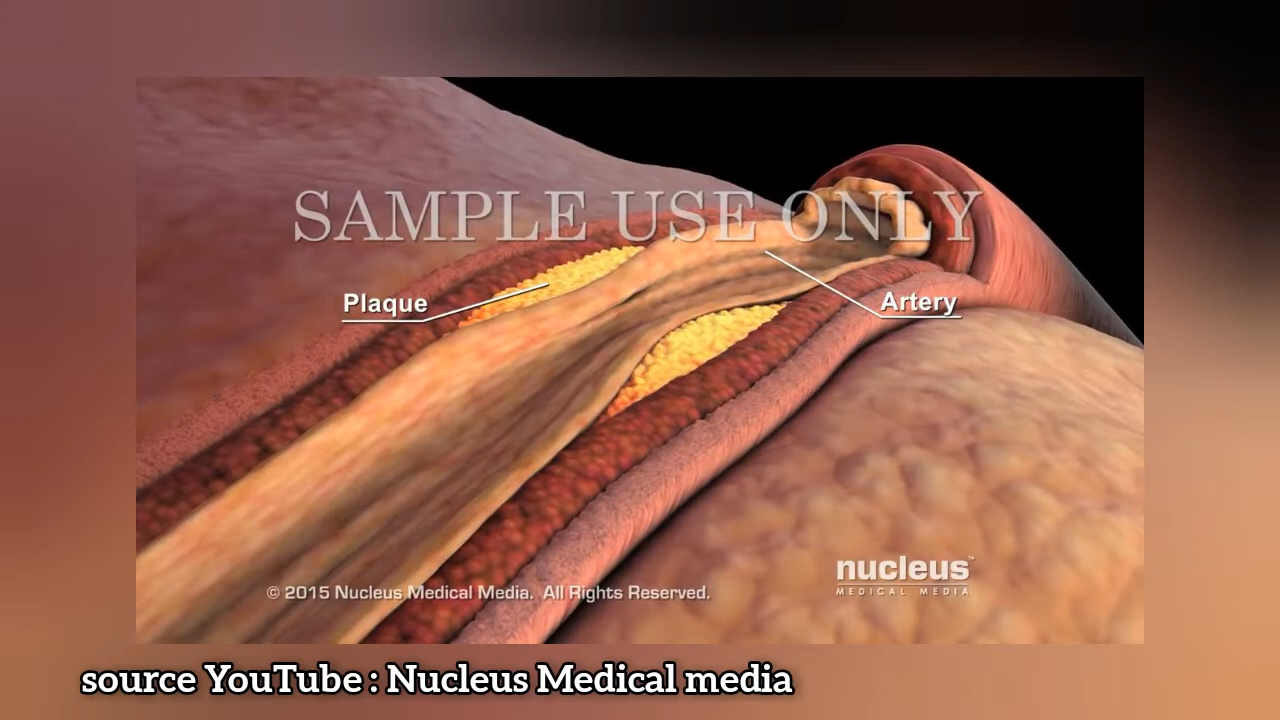 SAMPLE USE ONLY
Plaque
Artery
nucleus™
MEDICAL MEDIA
© 2015 Nucleus Medical Media. All Rights Reserved.
source YouTube : Nucleus Medical media